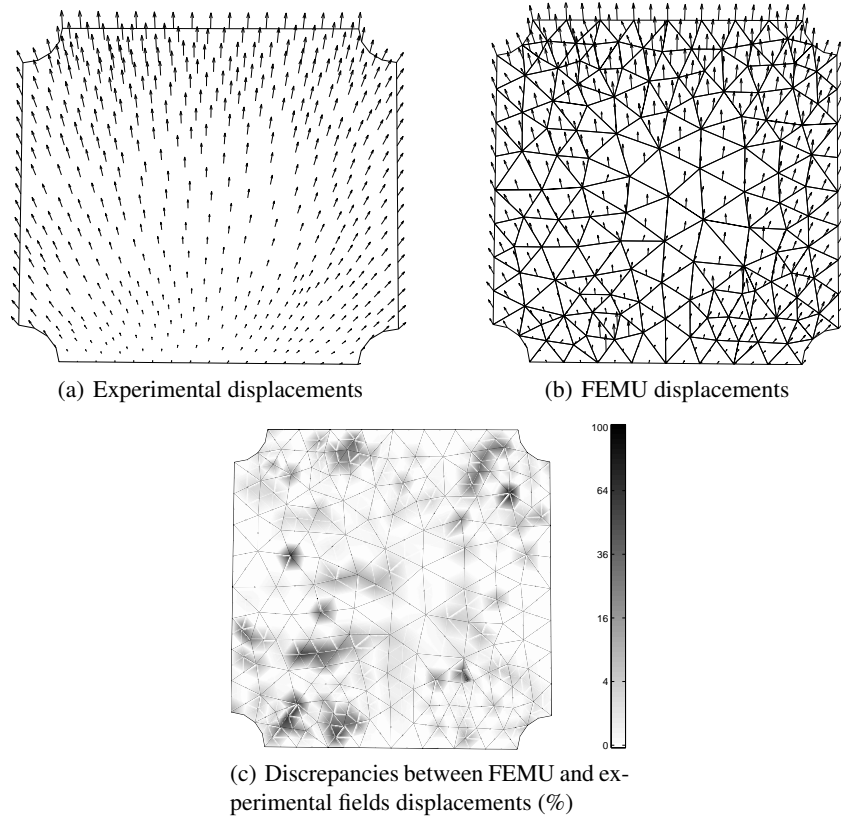 (a) Experimental displacements
(b) FEMU displacements
100
64
36
16
4
0
(c) Discrepancies between FEMU and ex-
perimental fields displacements (%)